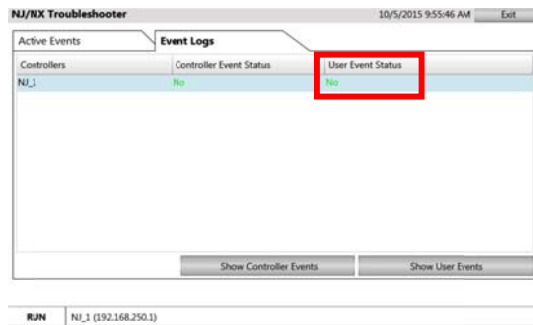 NJ/NX Troubleshooter 10/5/2015 9:55:46 AM Exit
Active Events Event Logs
Controllers Controller Event Status User Event Status
NJ_1 No No
Show Controller Events Show User Events
RUN NJ_1 (192.168.250.1)